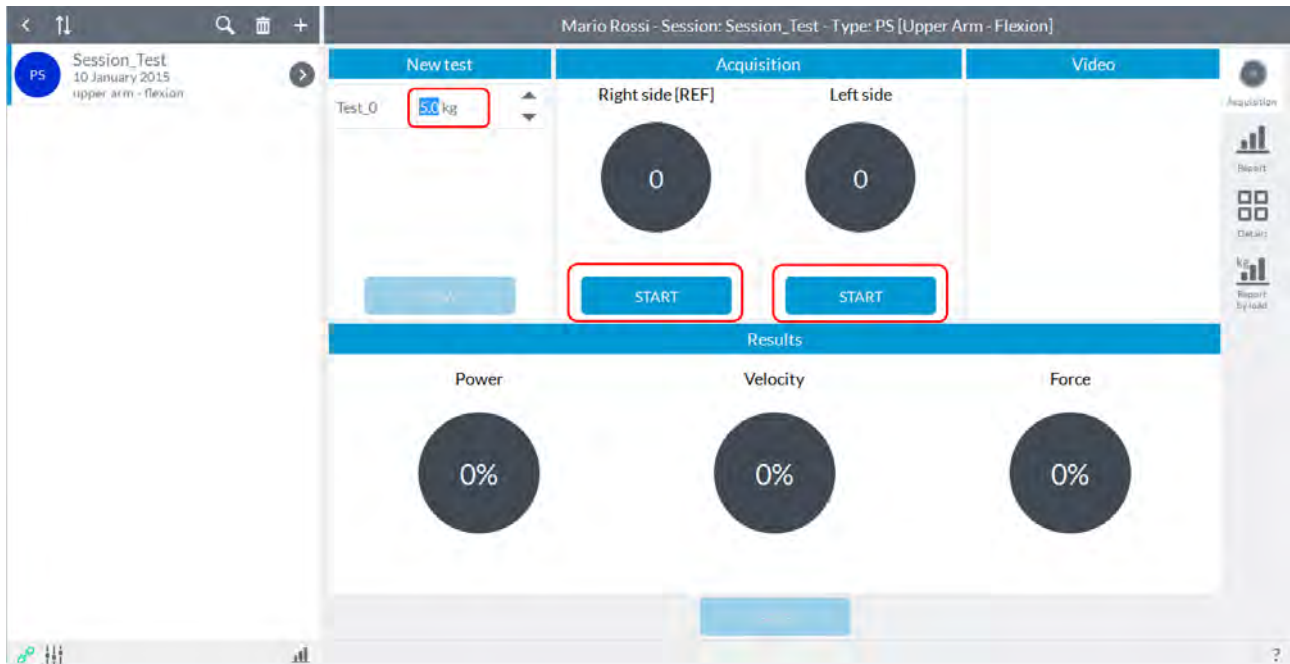 Mario Rossi - Session: Session_Test - Type: PS [Upper Arm - Flexion]
PS
Session_Test
10 January 2015
upper arm - flexion
New test
Acquisition
Video
Test_0
5.0 kg
Right side [REF]
Left side
0
0
START
START
Results
Power
Velocity
Force
0%
0%
0%
Acquisition
Report
Detail
kg
Report
by load
?